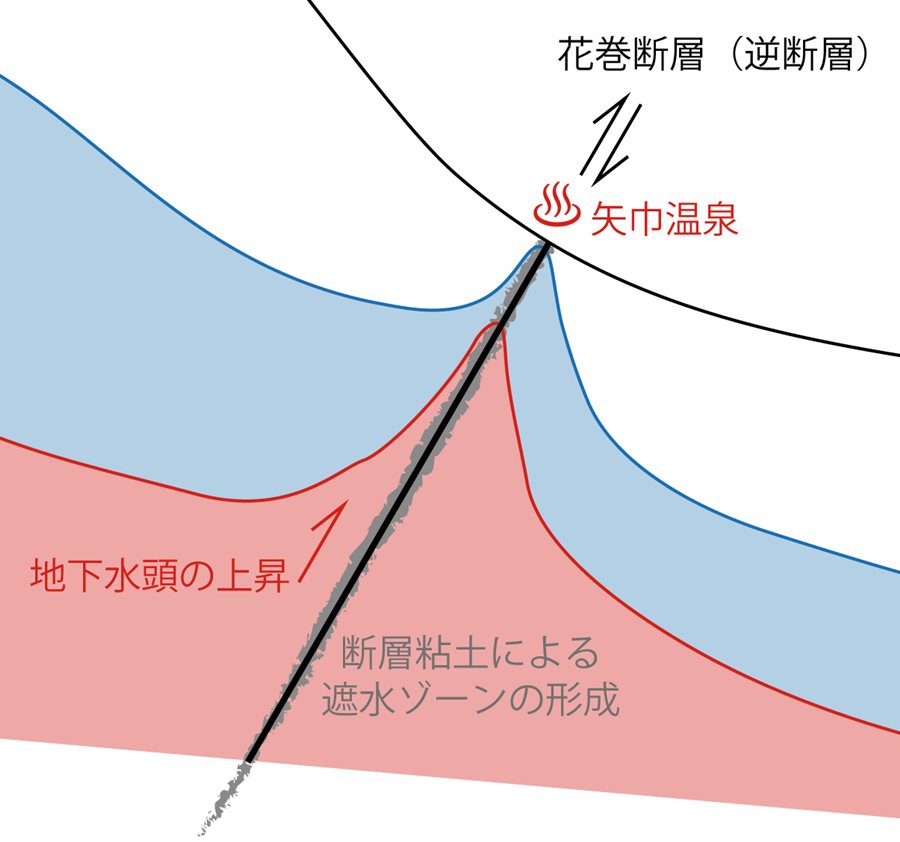 花巻断層（逆断層）
矢巾温泉
地下水頭の上昇
断層粘土による
遮水ゾーンの形成